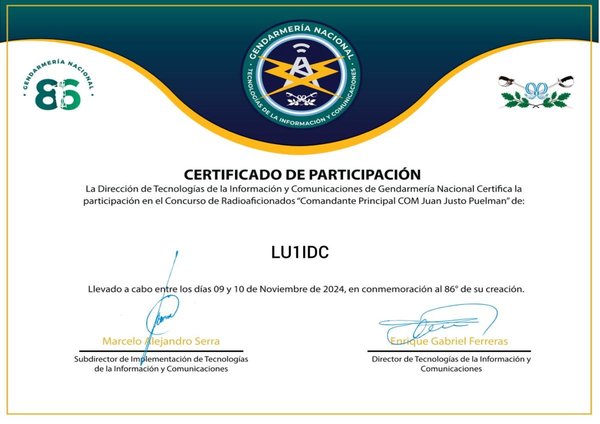 GENDARMERÍA NACIONAL
86
GENDARMERÍA NACIONAL
TECNOLOGÍAS DE LA INFORMACIÓN Y COMUNICACIONES
CERTIFICADO DE PARTICIPACIÓN
La Dirección de Tecnologías de la Información y Comunicaciones de Gendarmería Nacional Certifica la
participación en el Concurso de Radioaficionados "Comandante Principal COM Juan Justo Puelman" de:
LU1IDC
Llevado a cabo entre los días 09 y 10 de Noviembre de 2024, en conmemoración al 86° de su creación.
Marcelo Alejandro Serra
Subdirector de Implementación de Tecnologías
de la Información y Comunicaciones
Enrique Gabriel Ferreras
Director de Tecnologías de la Información y
Comunicaciones